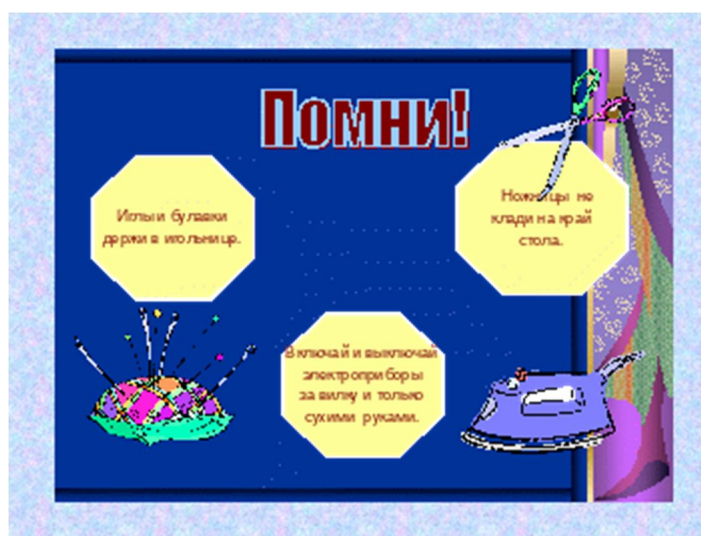 Помни!
Иглы и булавки
держи в игольнице.
Ножницы не
клади на край
стола.
Включай и выключай
электроприборы
за вилку и только
сухими руками.